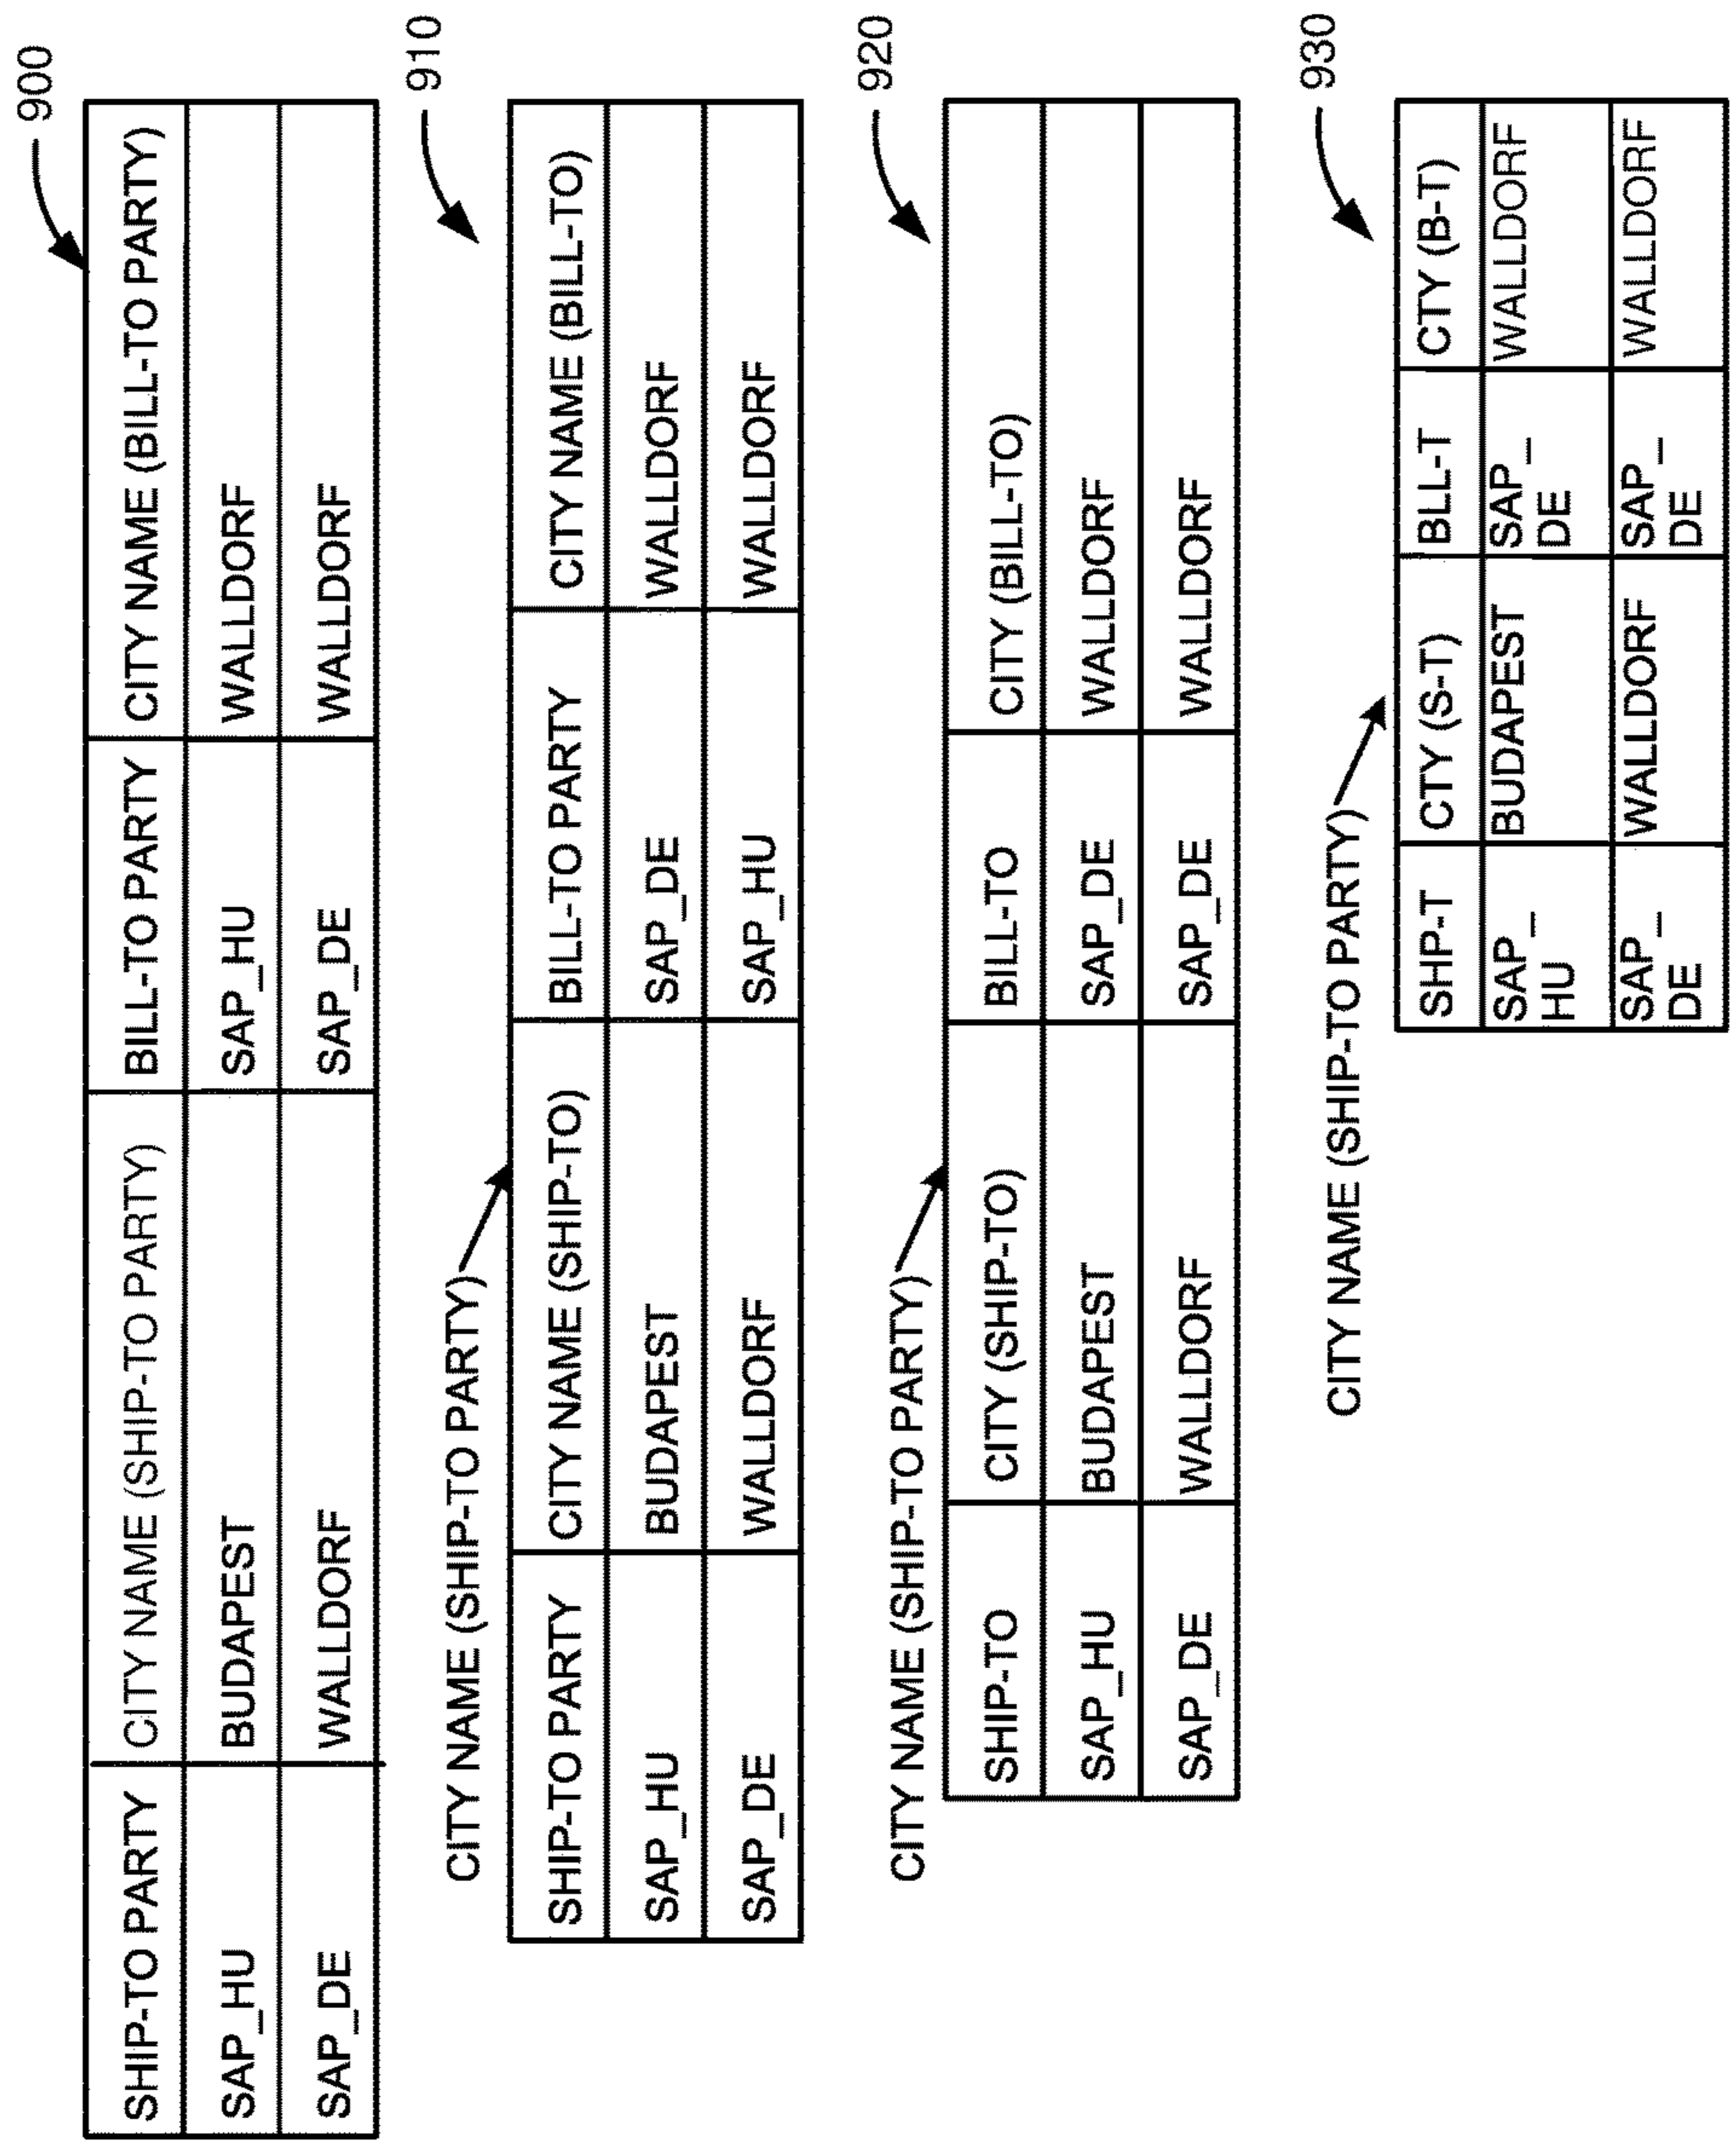 900
SHIP-TO PARTY CITY NAME (SHIP-TO PARTY) BILL-TO PARTY CITY NAME (BILL-TO PARTY)
SAP_HU BUDAPEST SAP_HU WALLDORF
SAP_DE WALLDORF SAP_DE WALLDORF
910
CITY NAME (SHIP-TO PARTY)
SHIP-TO PARTY CITY NAME (SHIP-TO) BILL-TO PARTY CITY NAME (BILL-TO)
SAP_HU BUDAPEST SAP_DE WALLDORF
SAP_DE WALLDORF SAP_HU WALLDORF
920
CITY NAME (SHIP-TO PARTY)
SHIP-TO CITY (SHIP-TO) BILL-TO CITY (BILL-TO)
SAP_HU BUDAPEST SAP_DE WALLDORF
SAP_DE WALLDORF SAP_DE WALLDORF
930
CITY NAME (SHIP-TO PARTY)
SHP-T CTY (S-T) BLL-T CTY (B-T)
SAP_ BUDAPEST SAP_ WALLDORF
HU DE
SAP_ WALLDORF SAP_ WALLDORF
DE DE